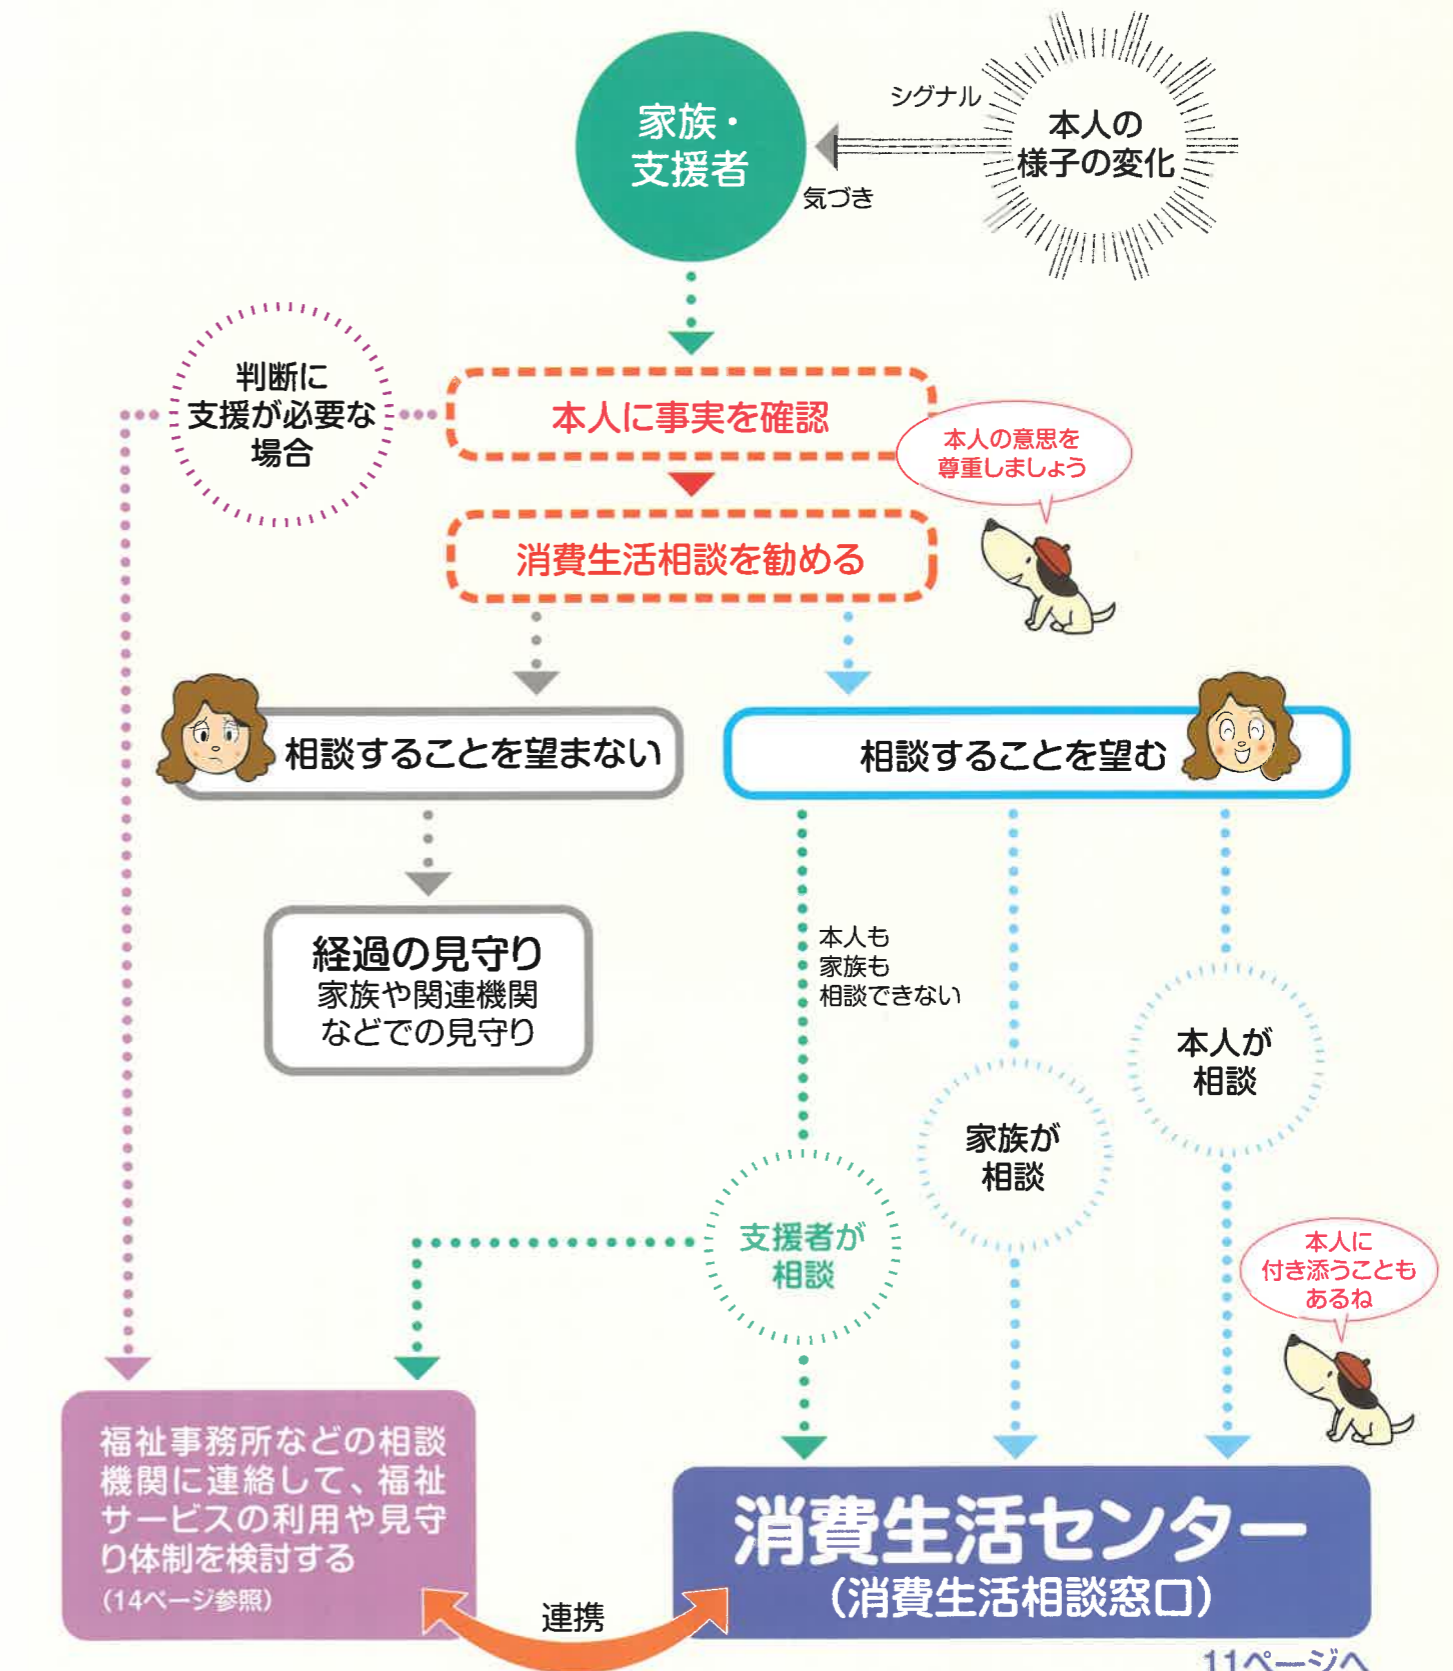 家族・
支援者
シグナル
気づき
本人の
様子の変化
判断に
支援が必要な
場合
本人に事実を確認
本人の意思を
尊重しましょう
消費生活相談を勧める
相談することを望まない
相談することを望む
経過の見守り
家族や関連機関
などでの見守り
本人も
家族も
相談できない
本人が
相談
家族が
相談
支援者が
相談
本人に
付き添うことも
あるね
福祉事務所などの相談
機関に連絡して、福祉
サービスの利用や見守
り体制を検討する
(14ページ参照)
連携
消費生活センター
(消費生活相談窓口)
11ページへ